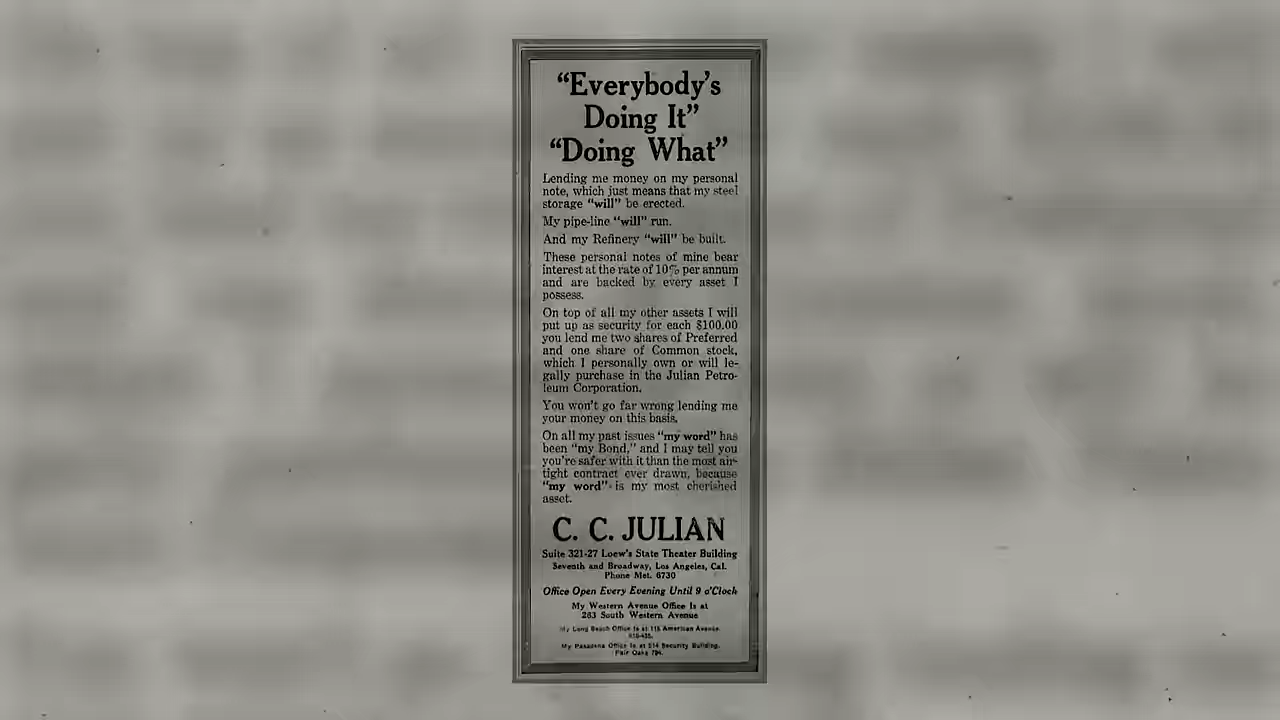 “Everybody’s
Doing It”
“Doing What”
Lending me money on my personal
note, which just means that my steel
storage “will” be erected.
My pipe-line “will” run.
And my Refinery “will” be built.
These personal notes of mine bear
interest at the rate of 10% per annum
and are backed by every asset I
possess.
On top of all my other assets I will
put up as security for each $100.00
you lend me two shares of Preferred
and one share of Common stock,
which I personally own or will le-
gally purchase in the Julian Petro-
leum Corporation.
You won’t go far wrong lending me
your money on this basis.
On all my past issues “my word” has
been “my Bond,” and I may tell you
you’re safer with it than the most air-
tight contract ever drawn, because
“my word” is my most cherished
asset.
C. C. JULIAN
Suite 321-27 Loew’s State Theater Building
Seventh and Broadway, Los Angeles, Cal.
Phone Met. 6730
Office Open Every Evening Until 9 o’Clock
My Western Avenue Office Is at
263 South Western Avenue
My Long Beach Office Is at 115 American Avenue
My Pasadena Office Is at 514 Security Building.
Fair Oaks